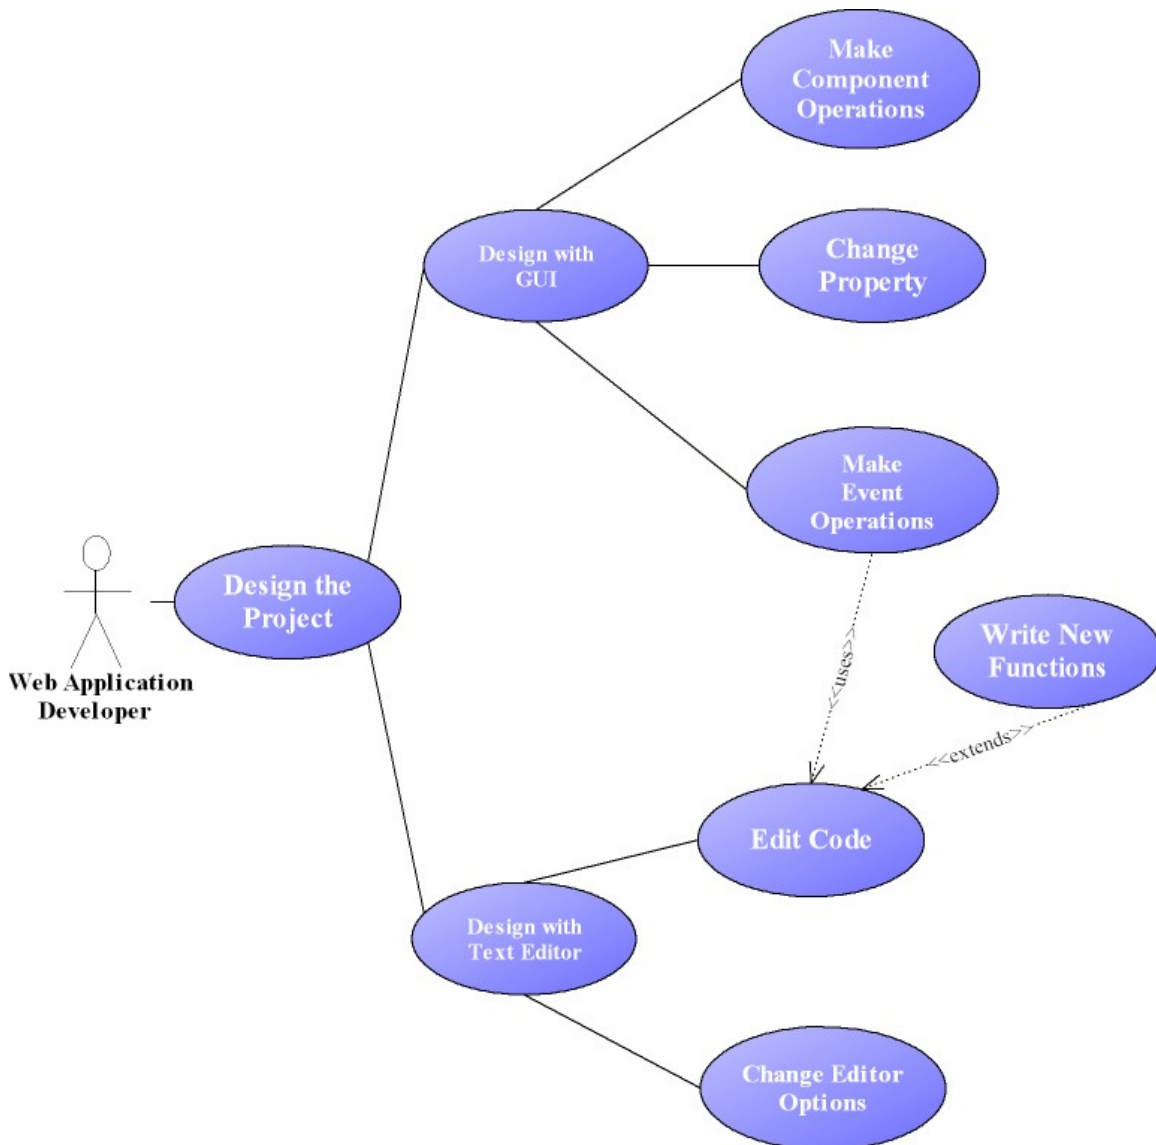 Make
Component
Operations
Design with
GUI
Change
Property
Make
Event
Operations
Design the
Project
Write New
Functions
Web Application
Developer
<<uses>>
<<extends>>
Edit Code
Design with
Text Editor
Change Editor
Options